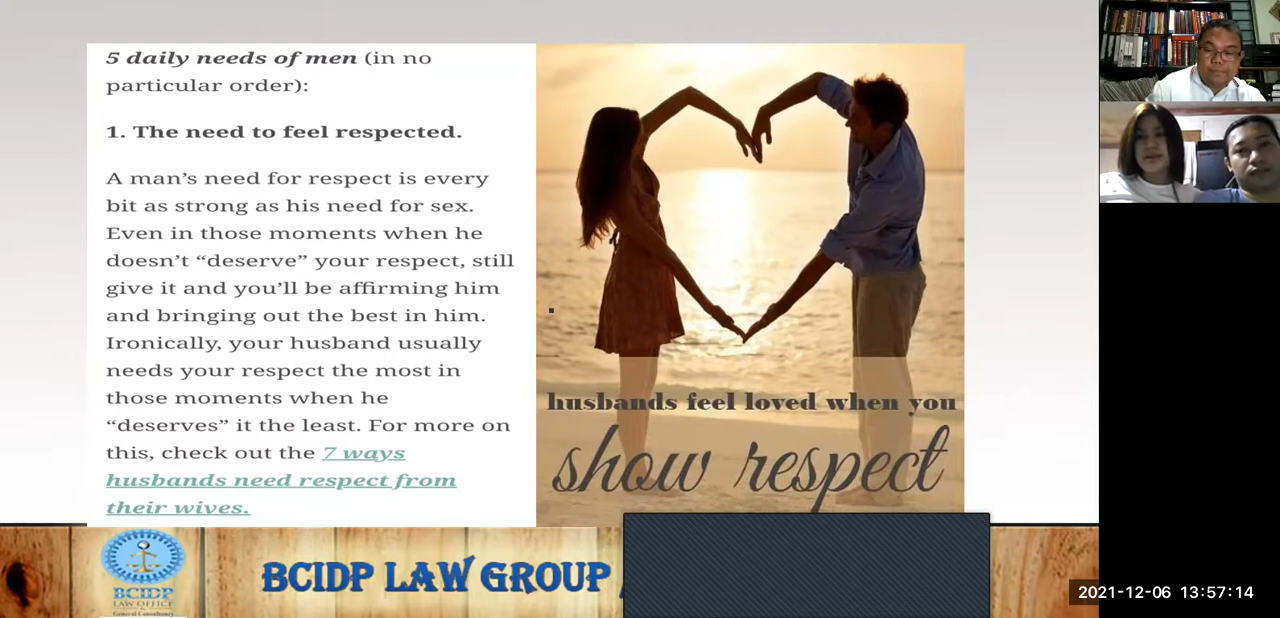 5 daily needs of men (in no
particular order):
1. The need to feel respected.
A man's need for respect is every
bit as strong as his need for sex.
Even in those moments when he
doesn't “deserve” your respect, still
give it and you'll be affirming him
and bringing out the best in him.
Ironically, your husband usually
needs your respect the most in
those moments when he
“deserves” it the least. For more on
this, check out the 7 ways
husbands need respect from
their wives.
husbands feel loved when you
show respect
BCIDP
LAW OFFICE
General Consultancy
BCIDP LAW GROUP
2021-12-06 13:57:14